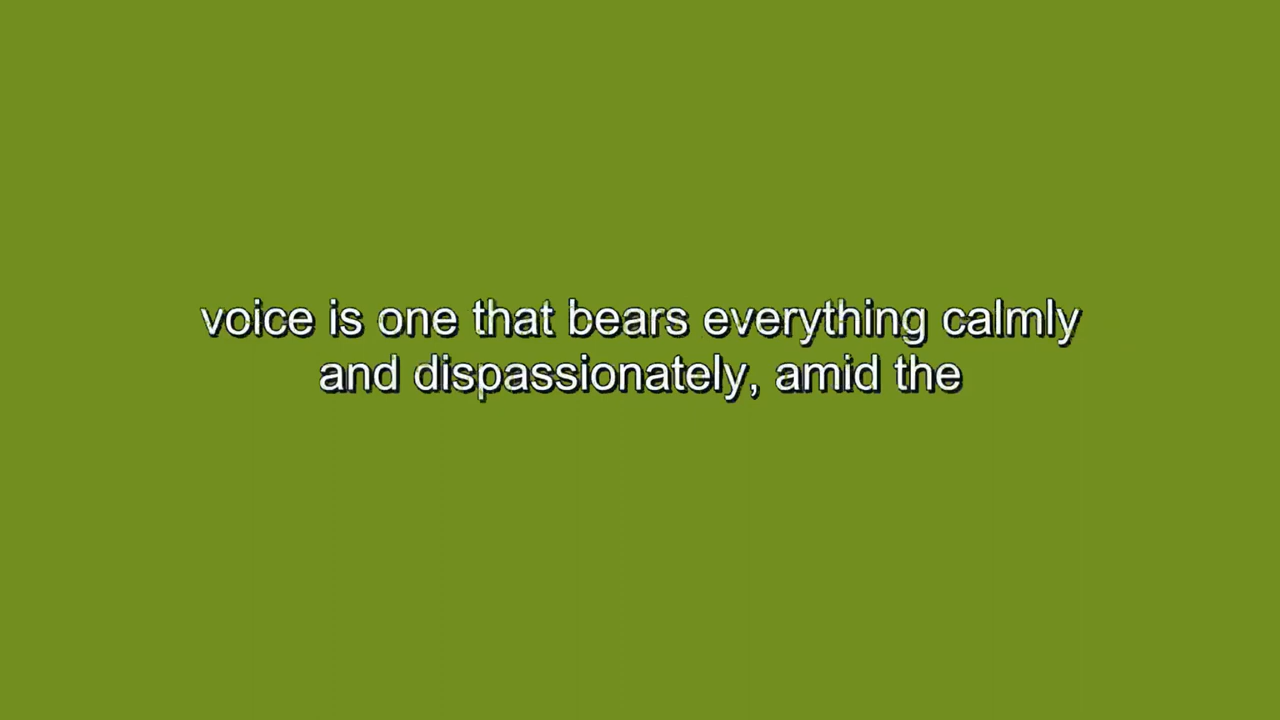 voice is one that bears everything calmly
and dispassionately, amid the